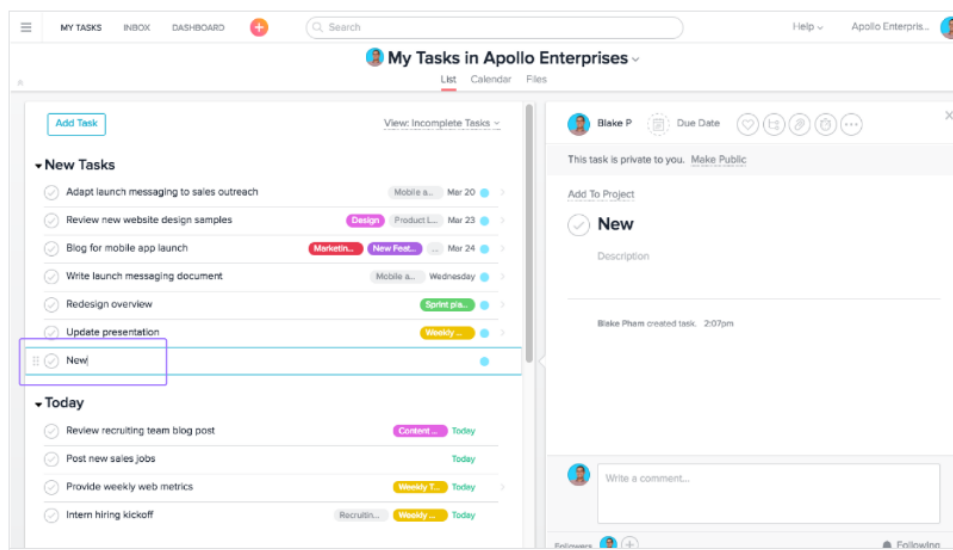 MY TASKS INBOX DASHBOARD Search Help Apollo Enterpris...
My Tasks in Apollo Enterprises
List Calendar Files
Add Task View: Incomplete Tasks
New Tasks
Adapt launch messaging to sales outreach Mobile a... Mar 20
Review new website design samples Design Product L... Mar 23
Blog for mobile app launch Marketin... New Feat... ... Mar 24
Write launch messaging document Mobile a... Wednesday
Redesign overview Sprint pla...
Update presentation Weekly ...
New
Today
Review recruiting team blog post Content ... Today
Post new sales jobs Today
Provide weekly web metrics Weekly T... Today
Intern hiring kickoff Recruitin... Weekly ... Today
Blake P Due Date
This task is private to you. Make Public
Add To Project
New
Description
Blake Pham created task. 2:07pm
Write a comment...
Followers Following